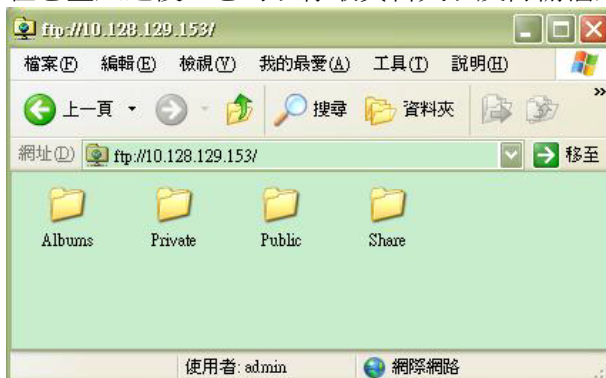 ftp://10.128.129.153/
檔案(F) 編輯(E) 檢視(V) 我的最愛(A) 工具(T) 說明(H)
上一頁 搜尋 資料夾 »
網址(D) ftp://10.128.129.153/ 移至
Albums Private Public Share
使用者: admin 網際網路